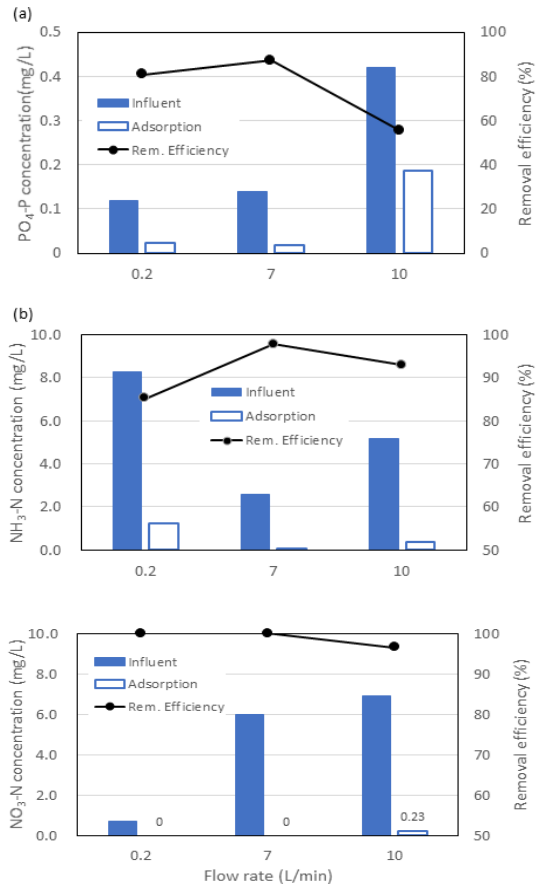 (a)
0.5
0.4
0.3
0.2
0.1
0
PO₄-P concentration(mg/L)
Influent
Adsorption
Rem. Efficiency
100
80
60
40
20
0
Removal efficiency (%)
0.2 7 10
(b)
10.0
8.0
6.0
4.0
2.0
0.0
NH₃-N concentration (mg/L)
Influent
Adsorption
Rem. Efficiency
100
90
80
70
60
50
Removal efficiency (%)
0.2 7 10
10.0
8.0
6.0
4.0
2.0
0.0
NO₃-N concentration (mg/L)
Influent
Adsorption
Rem. Efficiency
0 0 0.23
100
90
80
70
60
50
Removal efficiency (%)
0.2 7 10
Flow rate (L/min)